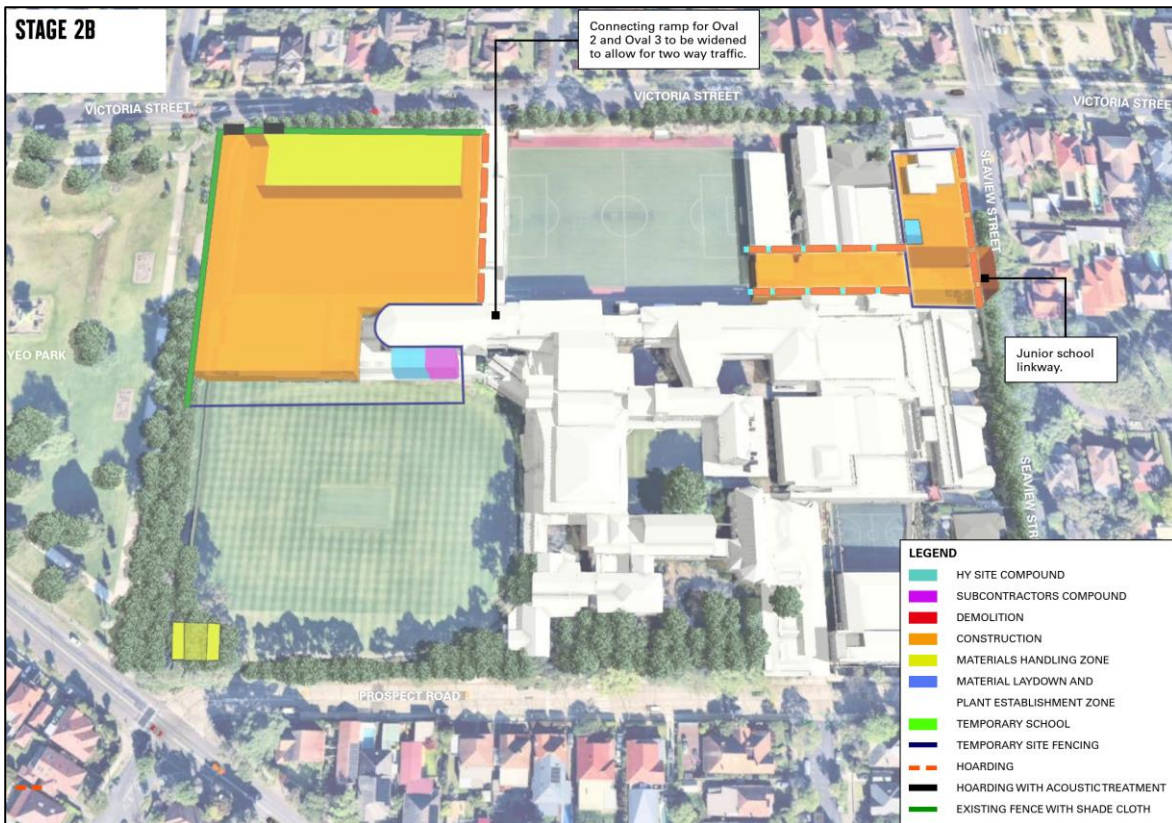 STAGE 2B
Connecting ramp for Oval
2 and Oval 3 to be widened
to allow for two way traffic.
VICTORIA STREET
VICTORIA STREET
VICTORIA STREE
SEAVIEW STREET
YEO PARK
Junior school
linkway.
SEAVIEW STR
PROSPECT ROAD
LEGEND
HY SITE COMPOUND
SUBCONTRACTORS COMPOUND
DEMOLITION
CONSTRUCTION
MATERIALS HANDLING ZONE
MATERIAL LAYDOWN AND
PLANT ESTABLISHMENT ZONE
TEMPORARY SCHOOL
TEMPORARY SITE FENCING
HOARDING
HOARDING WITH ACOUSTIC TREATMENT
EXISTING FENCE WITH SHADE CLOTH